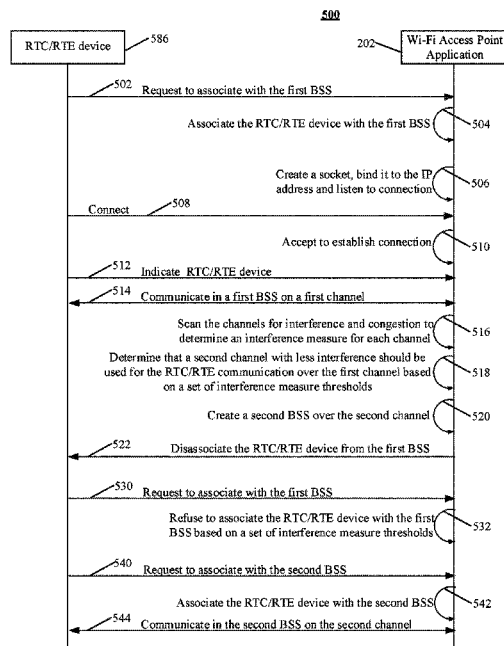 500
RTC/RTE device
586
202
Wi-Fi Access Point
Application
502
Request to associate with the first BSS
Associate the RTC/RTE device with the first BSS
504
Create a socket, bind it to the IP
address and listen to connection
506
Connect
508
Accept to establish connection
510
512
Indicate RTC/RTE device
514
Communicate in a first BSS on a first channel
Scan the channels for interference and congestion to
determine an interference measure for each channel
516
Determine that a second channel with less interference should be
used for the RTC/RTE communication over the first channel based
on a set of interference measure thresholds
518
Create a second BSS over the second channel
520
522
Disassociate the RTC/RTE device from the first BSS
530
Request to associate with the first BSS
Refuse to associate the RTC/RTE device with the first
BSS based on a set of interference measure thresholds
532
540
Request to associate with the second BSS
Associate the RTC/RTE device with the second BSS
542
544
Communicate in the second BSS on the second channel